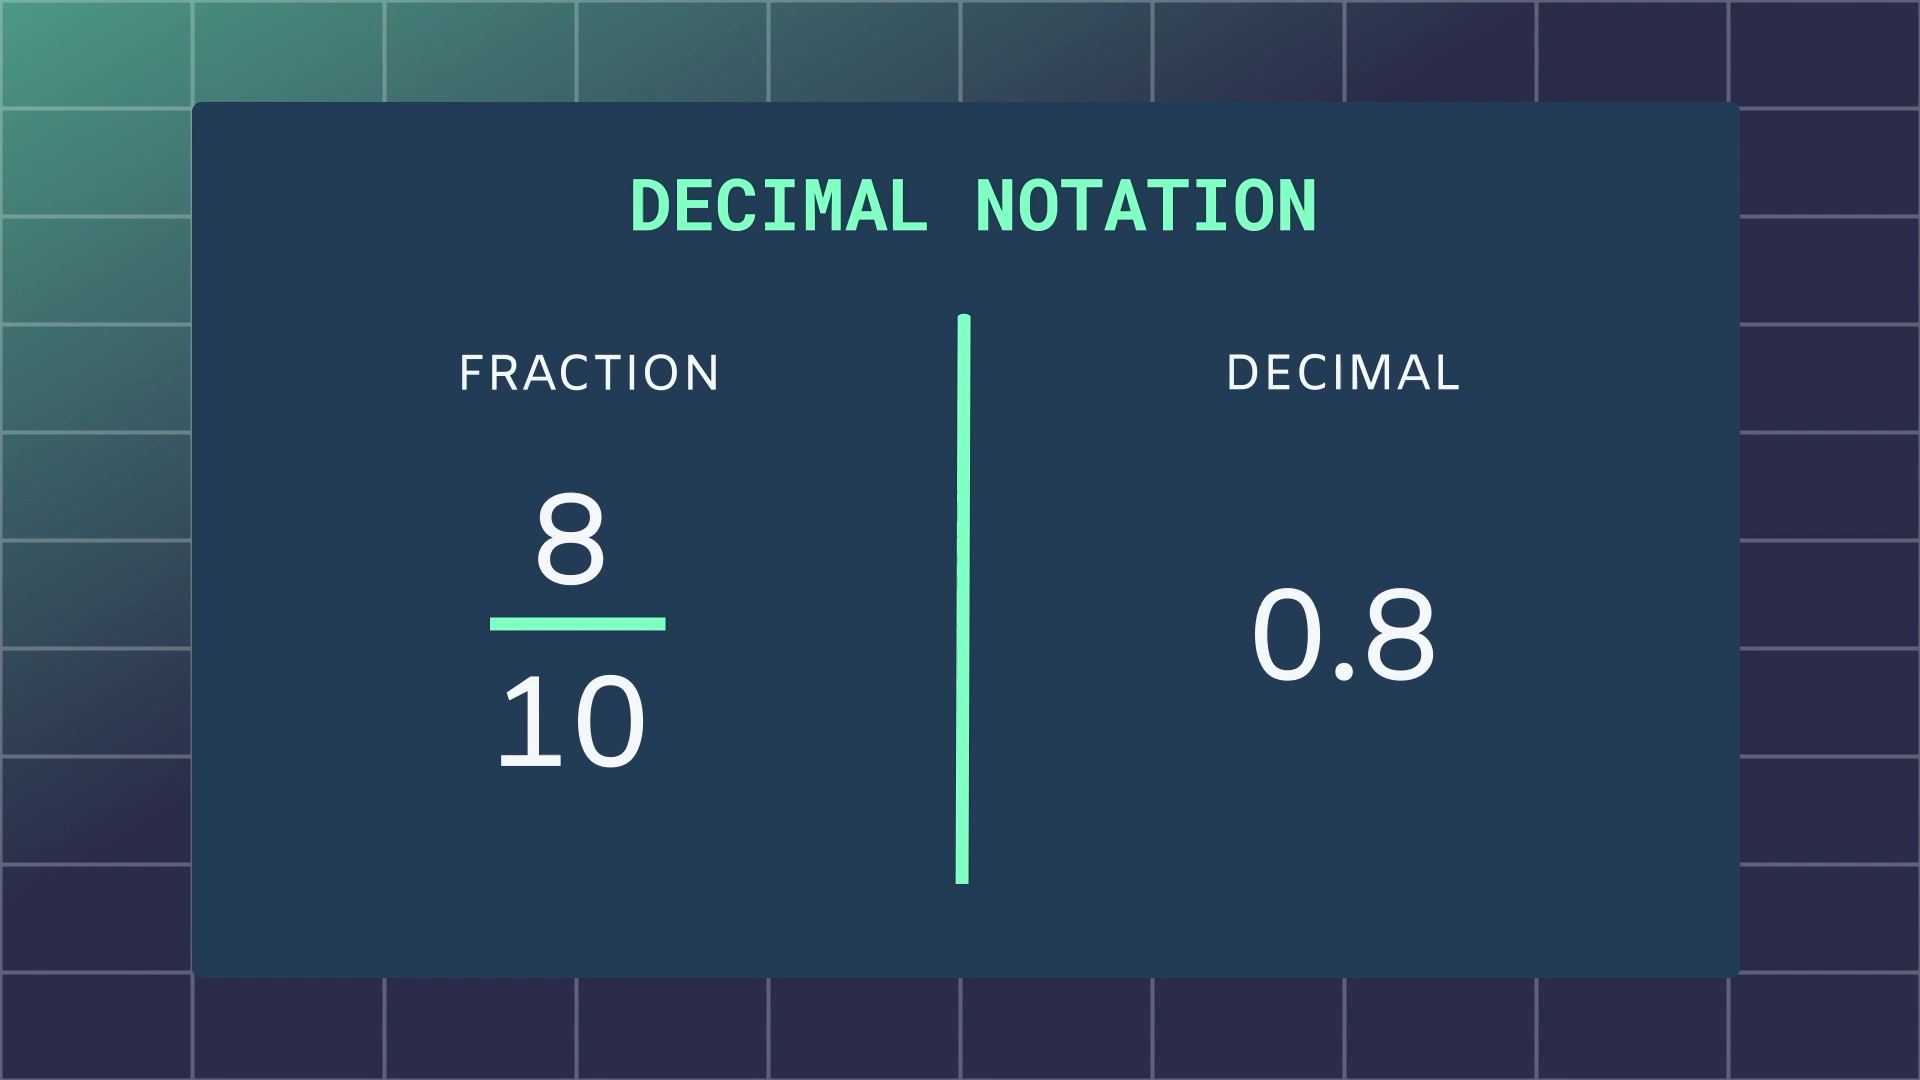 DECIMAL NOTATION
FRACTION
8
10
DECIMAL
0.8